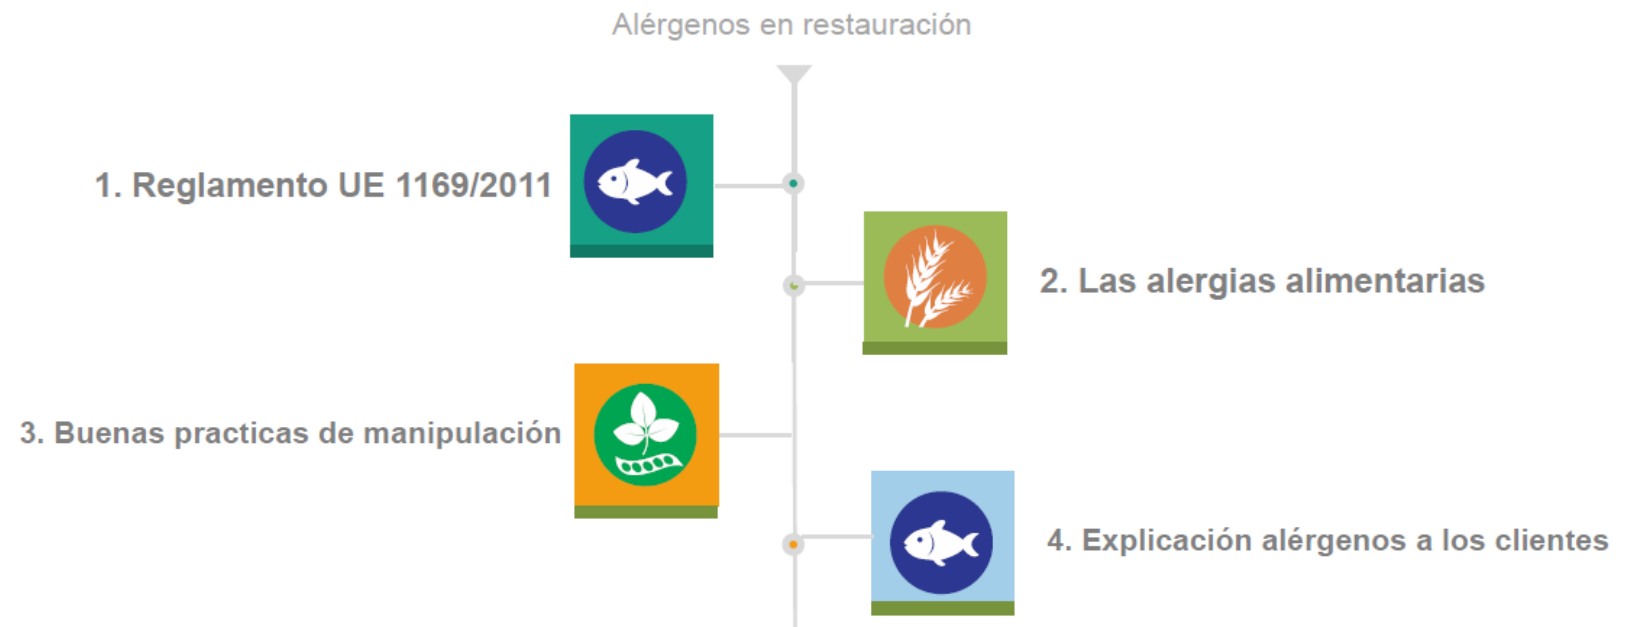 Alérgenos en restauración
1. Reglamento UE 1169/2011
2. Las alergias alimentarias
3. Buenas practicas de manipulación
4. Explicación alérgenos a los clientes